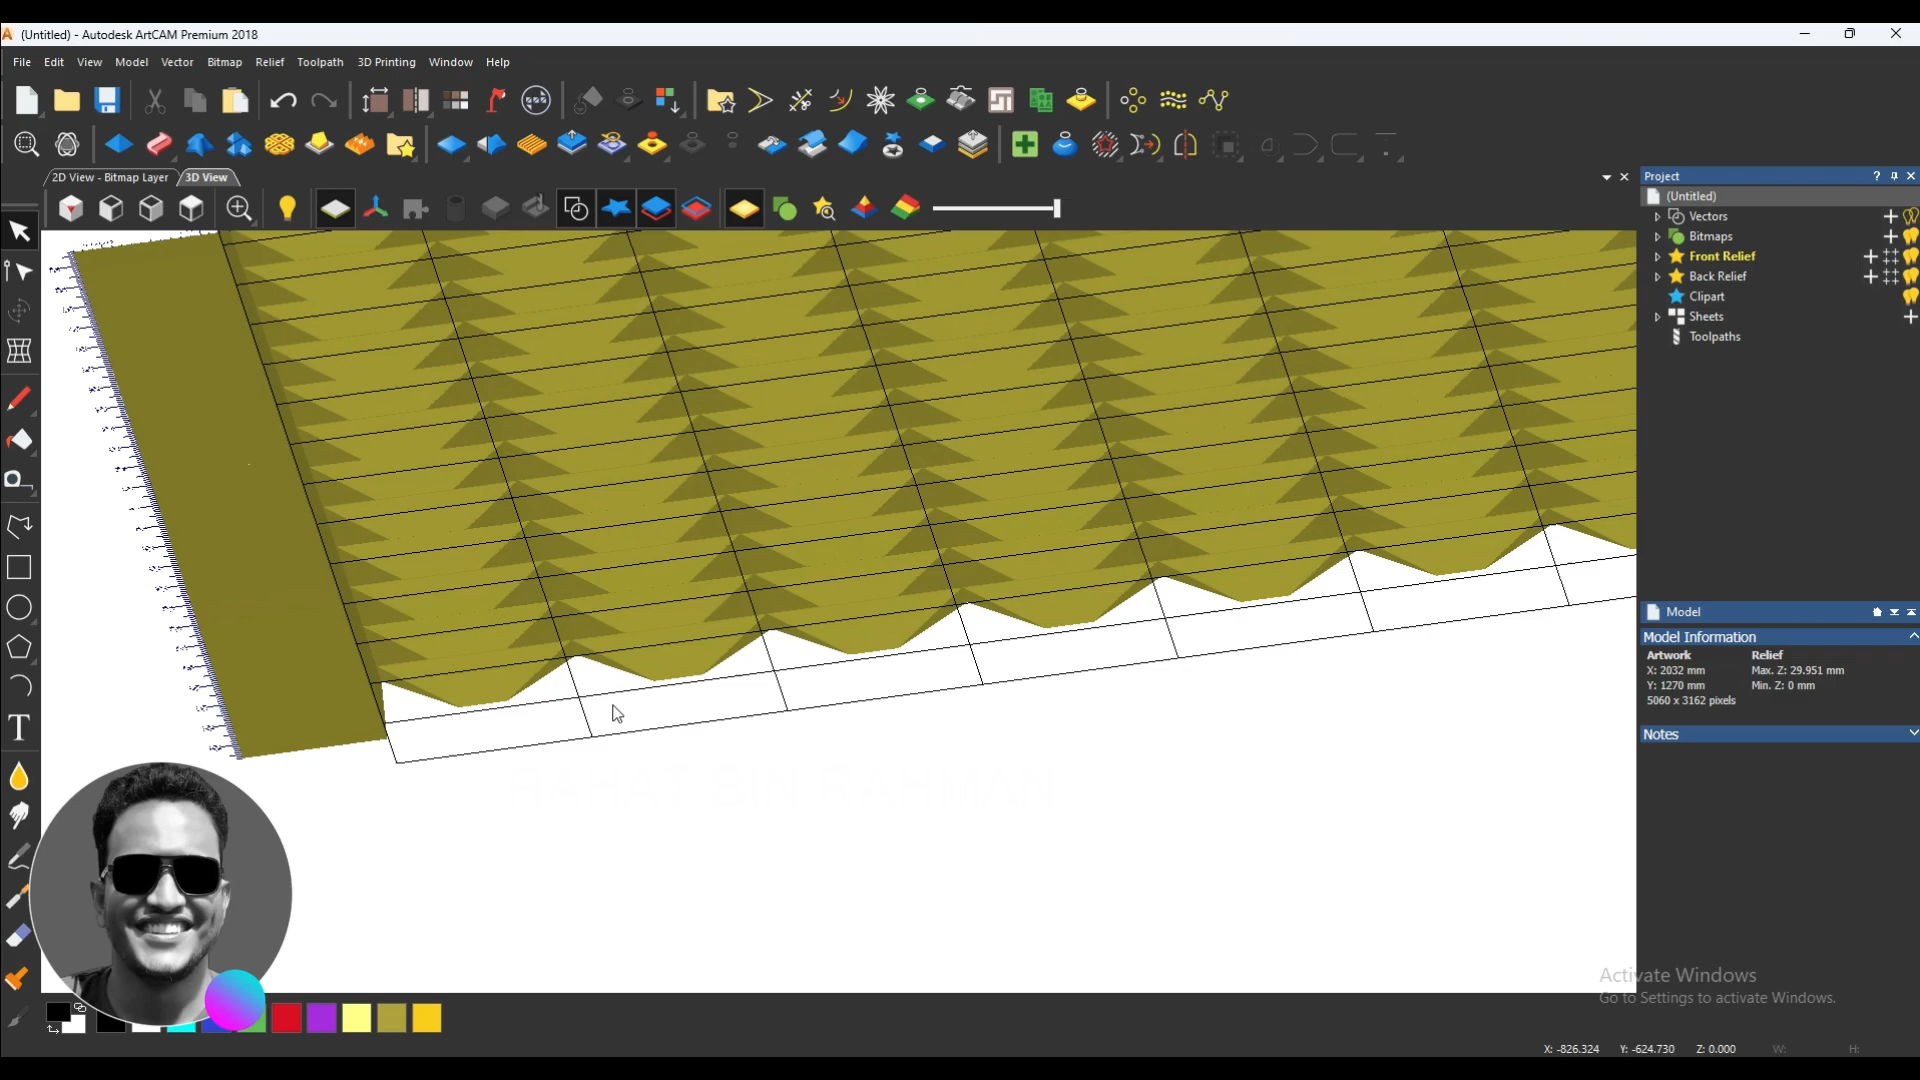 (Untitled) - Autodesk ArtCAM Premium 2018
File Edit View Model Vector Bitmap Relief Toolpath 3D Printing Window Help
2D View - Bitmap Layer 3D View
Project
(Untitled)
Vectors
Bitmaps
Front Relief
Back Relief
Clipart
Sheets
Toolpaths
Model
Model Information
Artwork Relief
X: 2032 mm Max. Z: 29.951 mm
Y: 1270 mm Min. Z: 0 mm
5060 x 3162 pixels
Notes
RAHAT BIN RAHMAN
Activate Windows
Go to Settings to activate Windows.
X: -826.324 Y: -624.730 Z: 0.000 W: H: